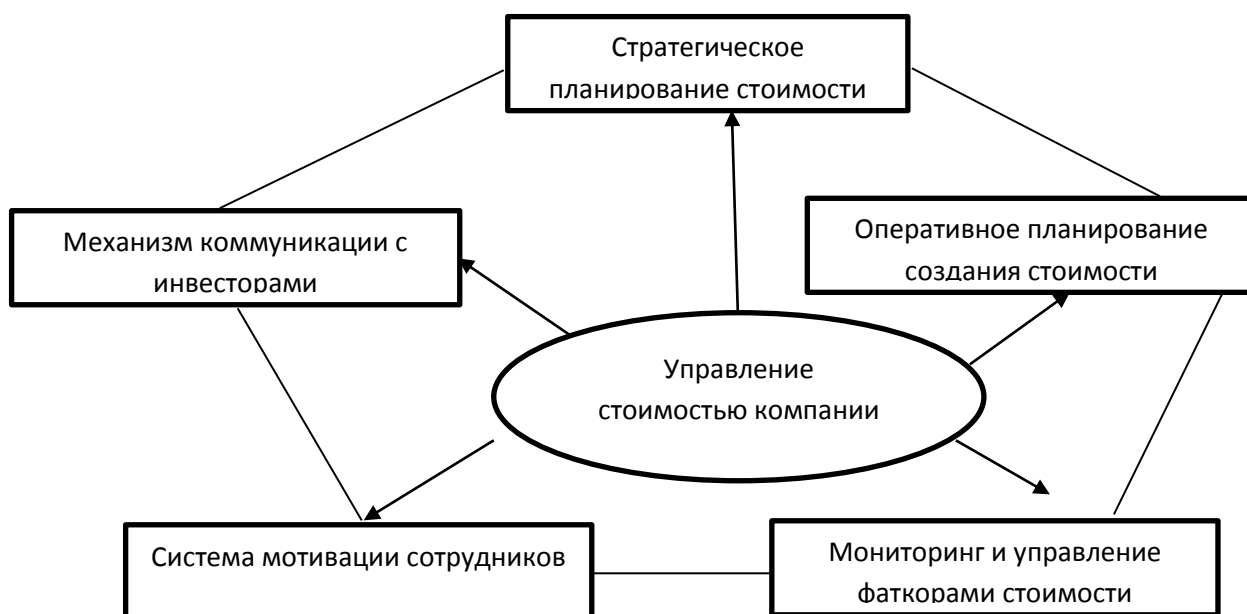 Стратегическое
планирование стоимости
Механизм коммуникации с
инвесторами
Оперативное планирование
создания стоимости
Управление
стоимостью компании
Система мотивации сотрудников
Мониторинг и управление
фаткорами стоимости